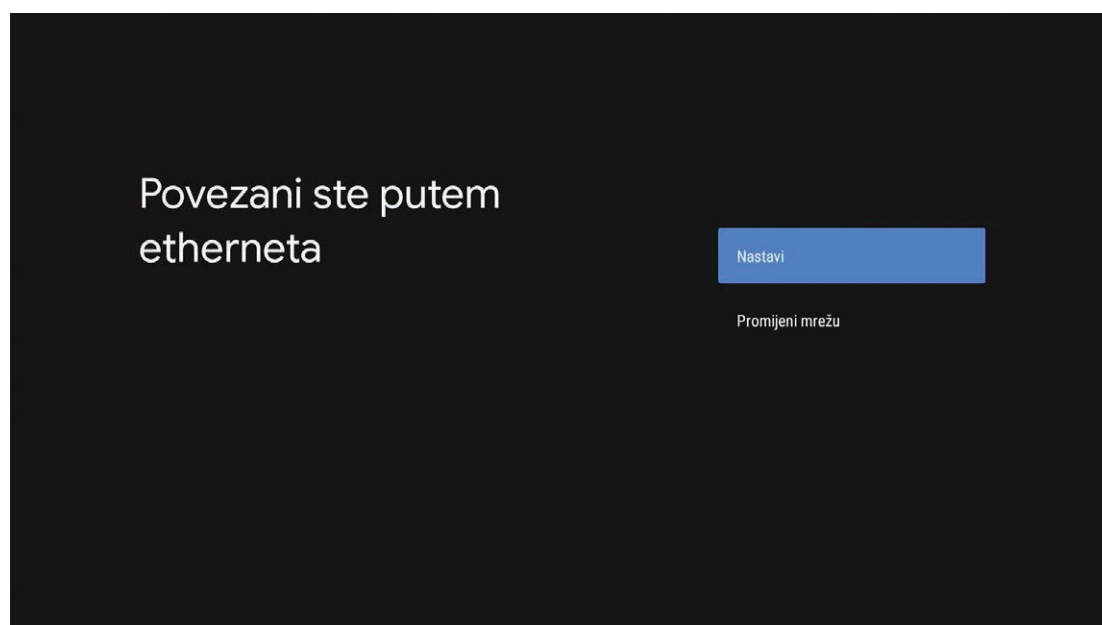 Povezani ste putem
etherneta
Nastavi
Promijeni mrežu